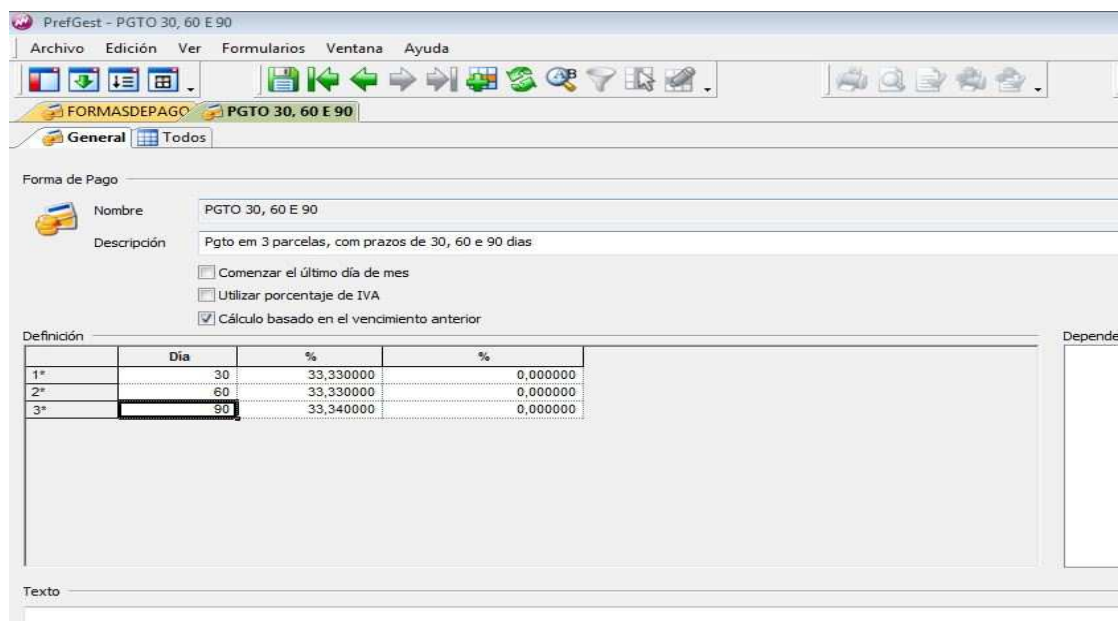 PrefGest - PGTO 30, 60 E 90
Archivo Edición Ver Formularios Ventana Ayuda
FORMASDEPAGO PGTO 30, 60 E 90
General Todos
Forma de Pago
Nombre PGTO 30, 60 E 90
Descripción Pgto em 3 parcelas, com prazos de 30, 60 e 90 dias
Comenzar el último día de mes
Utilizar porcentaje de IVA
Cálculo basado en el vencimiento anterior
Definición Depende
Dia % %
1ª 30 33,330000 0,000000
2ª 60 33,330000 0,000000
3ª 90 33,340000 0,000000
Texto